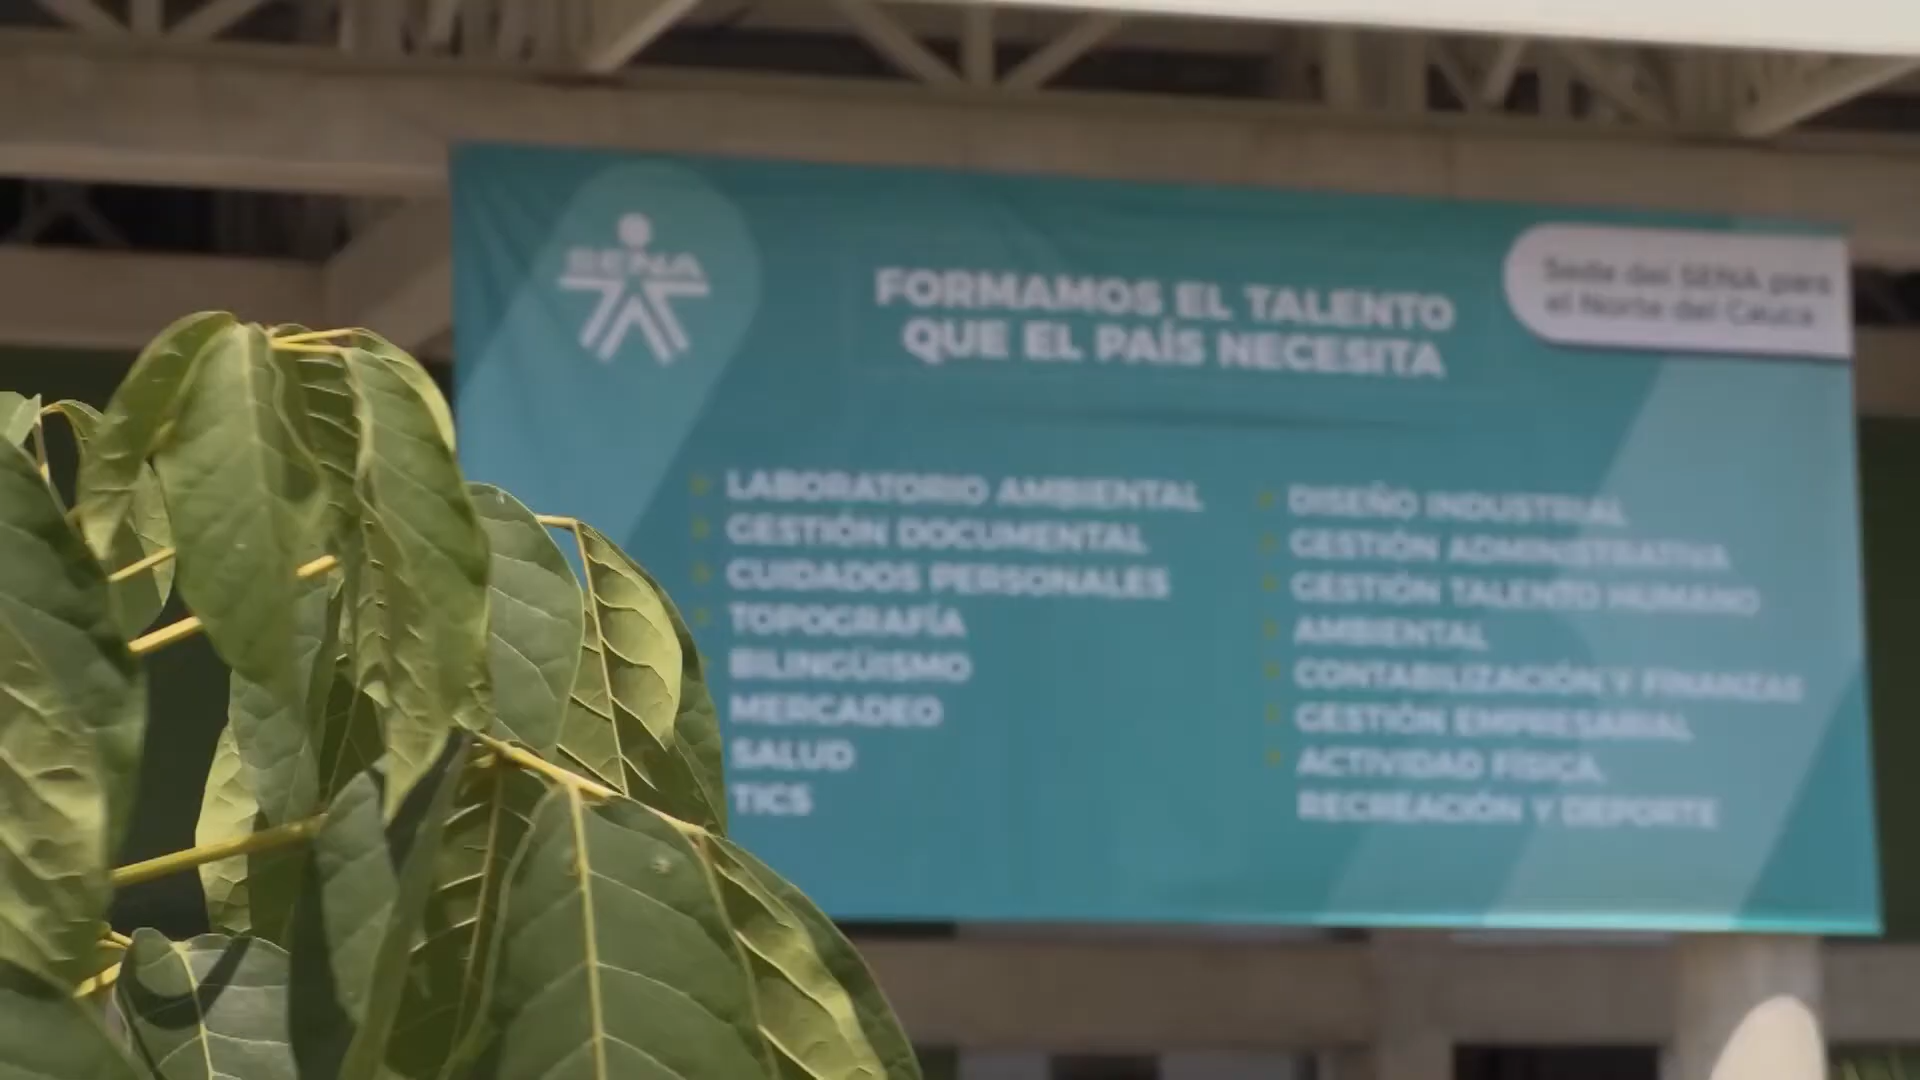 SENA
FORMAMOS EL TALENTO
QUE EL PAÍS NECESITA
Sede del SENA para
el Norte del Cauca
LABORATORIO AMBIENTAL
GESTIÓN DOCUMENTAL
CUIDADOS PERSONALES
TOPOGRAFÍA
BILINGÜISMO
MERCADEO
SALUD
TICS
DISEÑO INDUSTRIAL
GESTIÓN ADMINISTRATIVA
GESTIÓN TALENTO HUMANO
AMBIENTAL
CONTABILIZACIÓN Y FINANZAS
GESTIÓN EMPRESARIAL
ACTIVIDAD FÍSICA,
RECREACIÓN Y DEPORTE